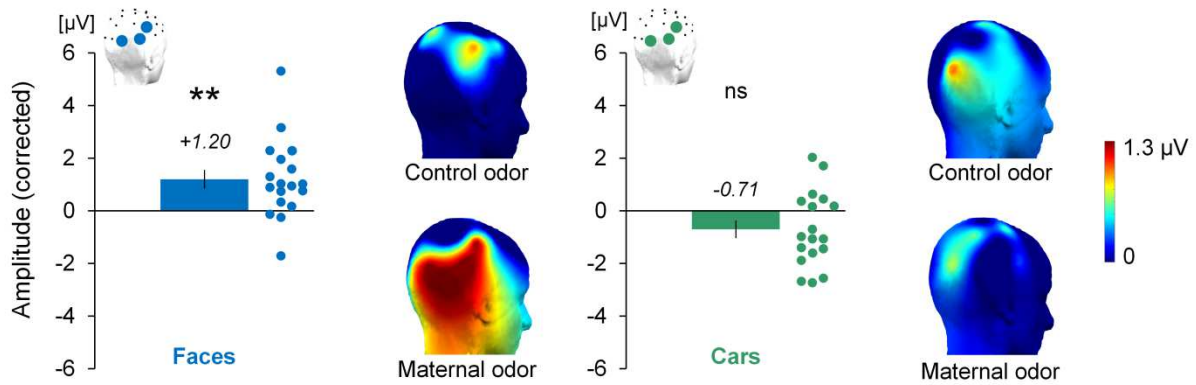 [µV]
6
4
2
0
-2
-4
-6
Amplitude (corrected)
**
+1.20
Faces
Control odor
Maternal odor
[µV]
6
4
2
0
-2
-4
-6
ns
-0.71
Cars
Control odor
Maternal odor
1.3 µV
0